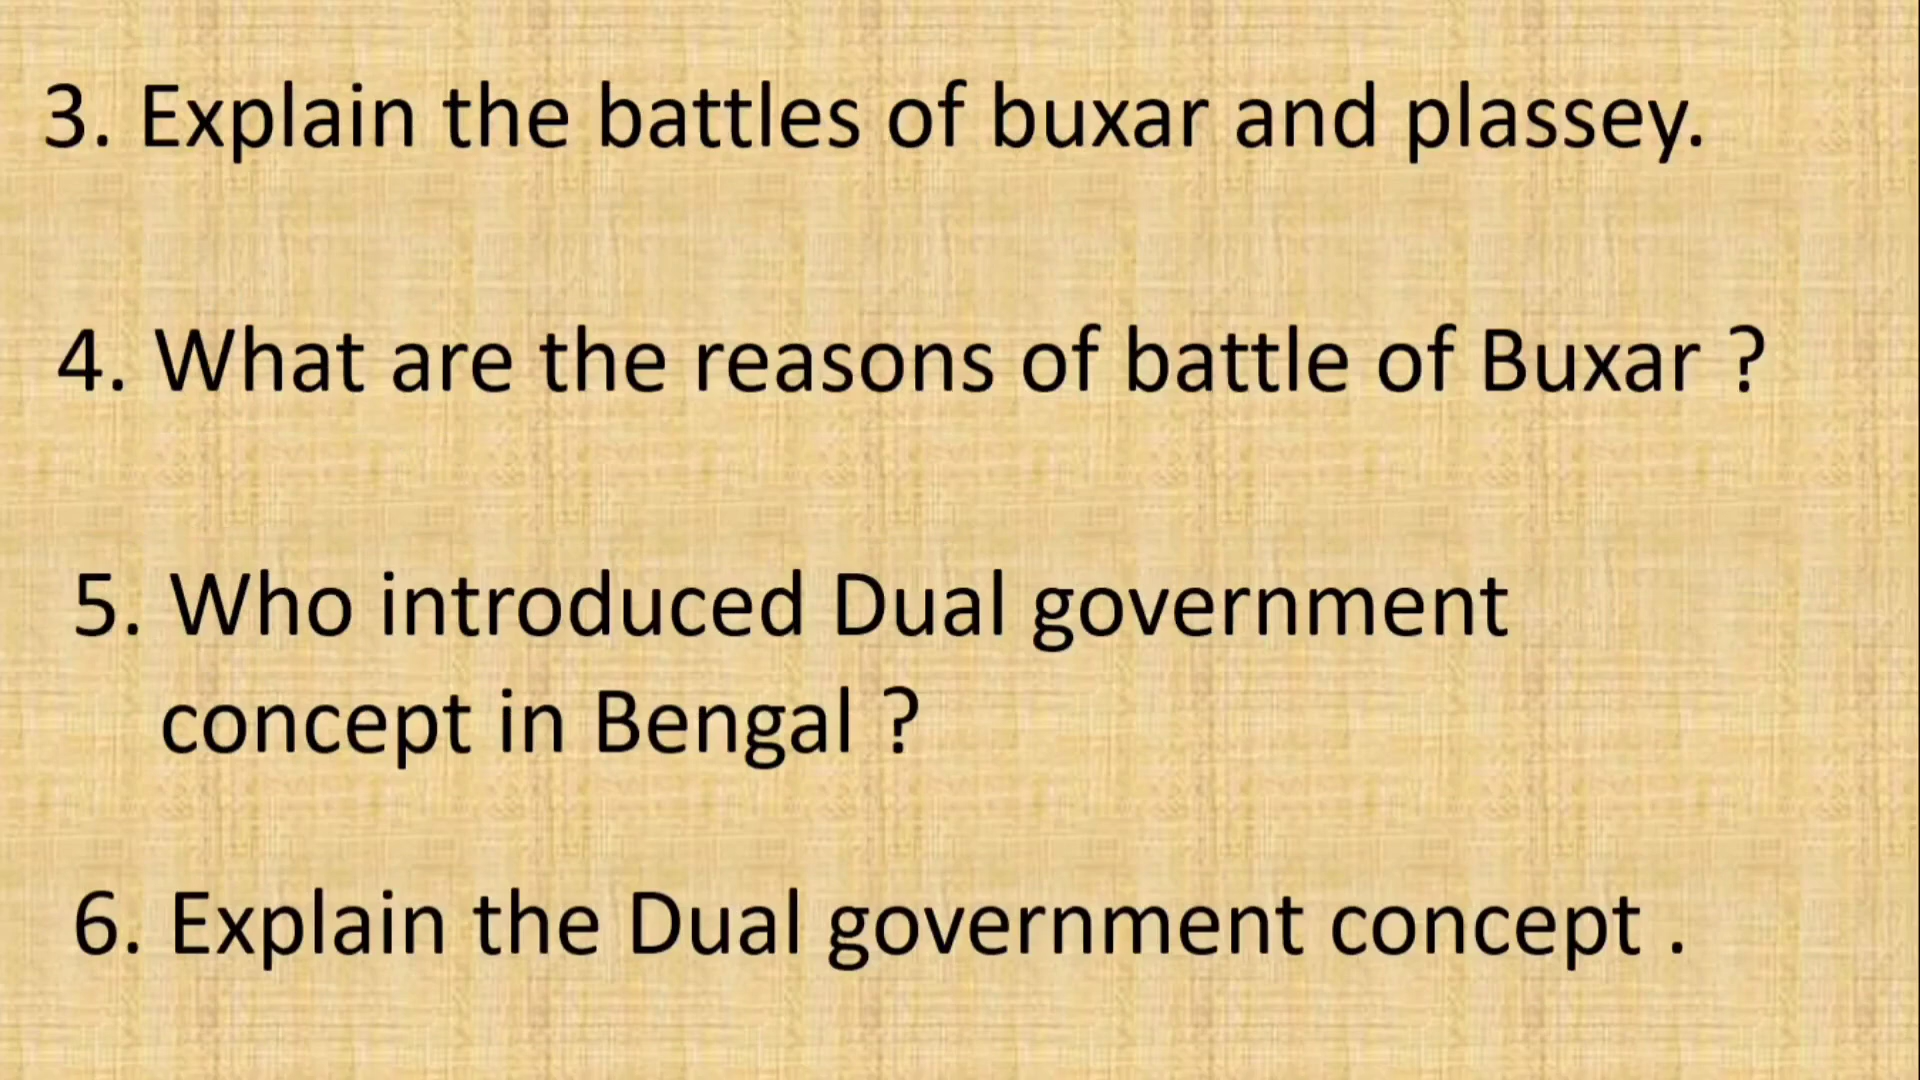 3. Explain the battles of buxar and plassey.
4. What are the reasons of battle of Buxar ?
5. Who introduced Dual government
concept in Bengal ?
6. Explain the Dual government concept .